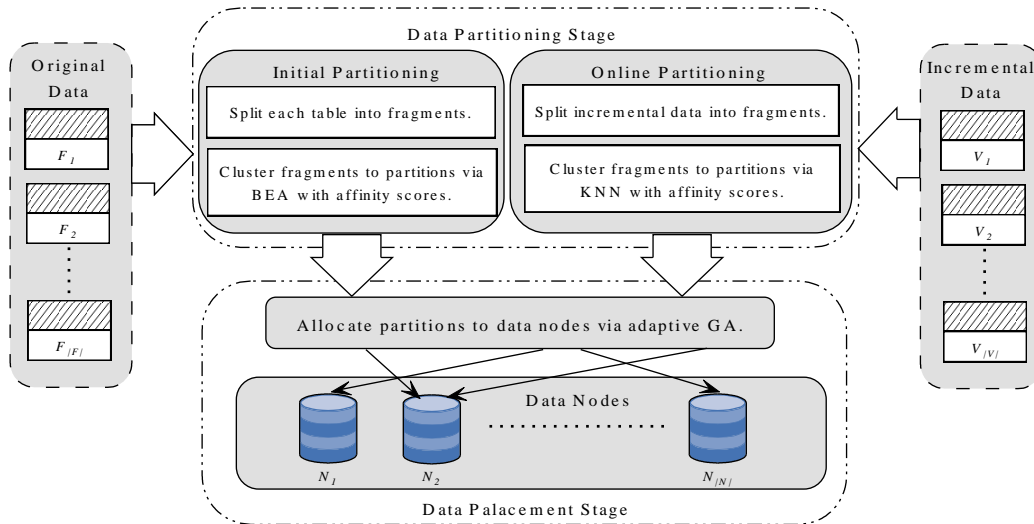 Data Partitioning Stage
Original
Data
F1
F2
F|F|
Initial Partitioning
Split each table into fragments.
Cluster fragments to partitions via
BEA with affinity scores.
Online Partitioning
Split incremental data into fragments.
Cluster fragments to partitions via
KNN with affinity scores.
Incremental
Data
V1
V2
V|V|
Allocate partitions to data nodes via adaptive GA.
Data Nodes
N1
N2
N|N|
Data Palacement Stage